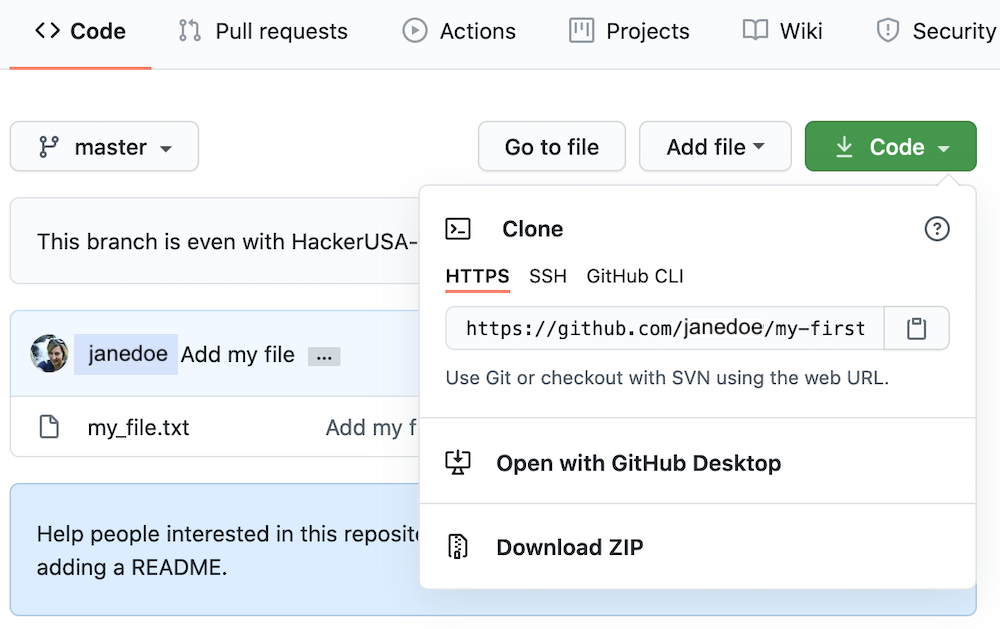 <> Code Pull requests Actions Projects Wiki Security
master Go to file Add file Code
This branch is even with HackerUSA-
Clone
HTTPS SSH GitHub CLI
https://github.com/janedoe/my-first
Use Git or checkout with SVN using the web URL.
janedoe Add my file ...
my_file.txt Add my f
Open with GitHub Desktop
Help people interested in this reposite
adding a README.
Download ZIP